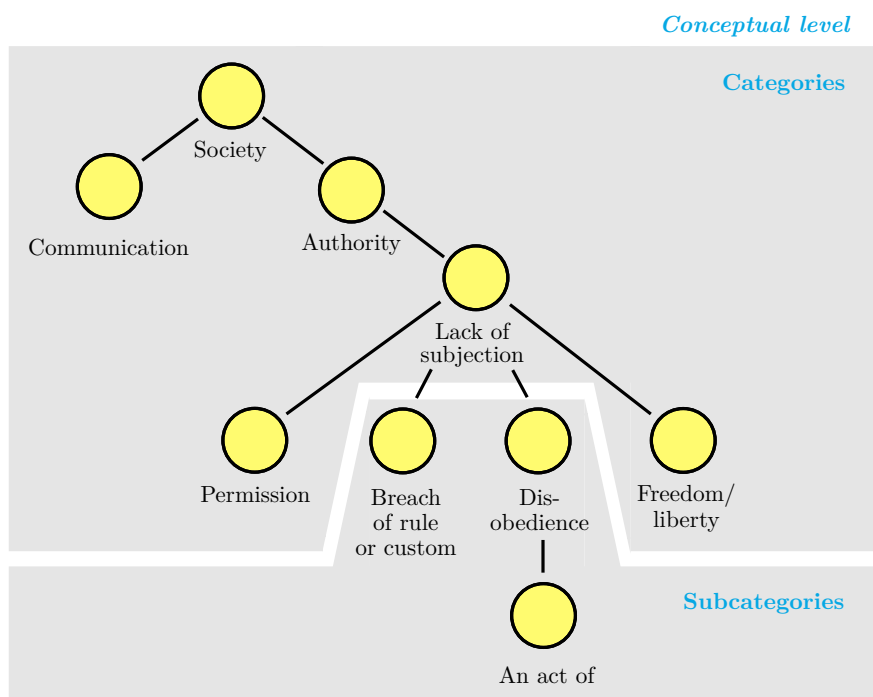 Conceptual level
Categories
Society
Communication
Authority
Lack of
subjection
Permission
Breach
of rule
or custom
Dis-
obedience
Freedom/
liberty
Subcategories
An act of